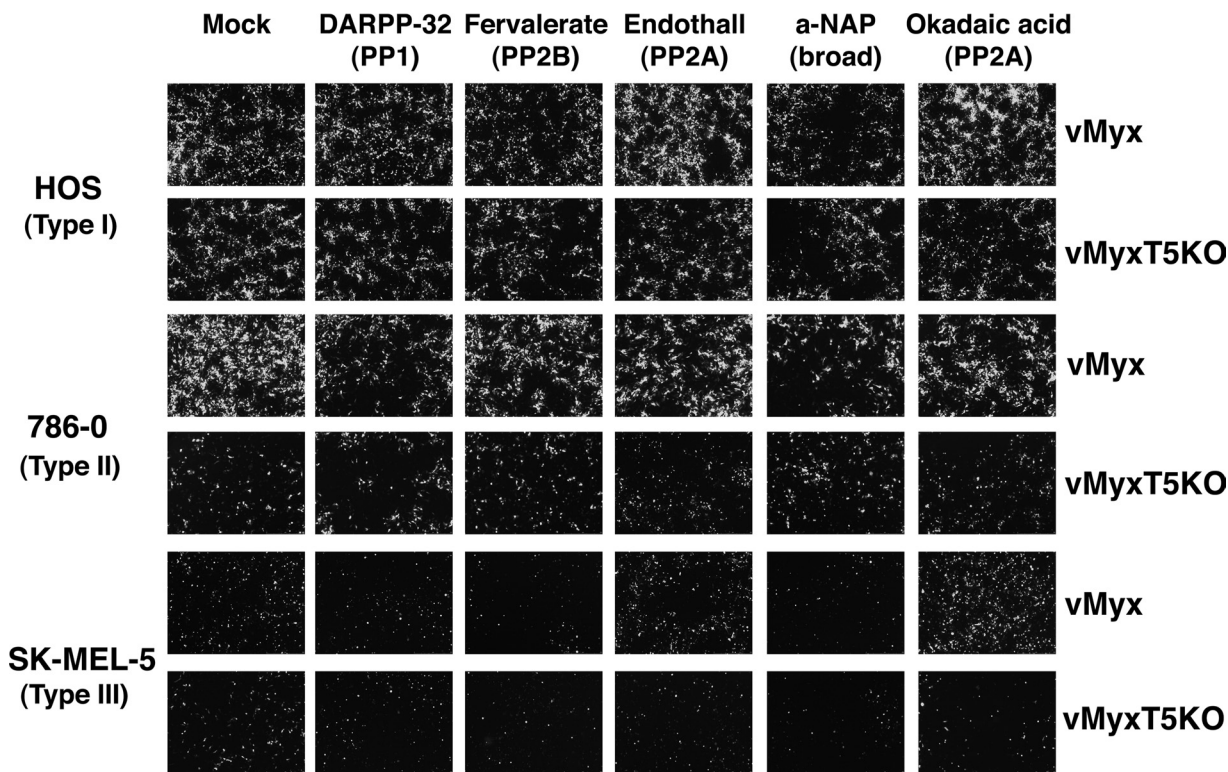 Mock DARPP-32 Fervalerate Endothall a-NAP Okadaic acid
(PP1) (PP2B) (PP2A) (broad) (PP2A)
vMyx
HOS
(Type I)
vMyxT5KO
vMyx
786-0
(Type II)
vMyxT5KO
vMyx
SK-MEL-5
(Type III)
vMyxT5KO